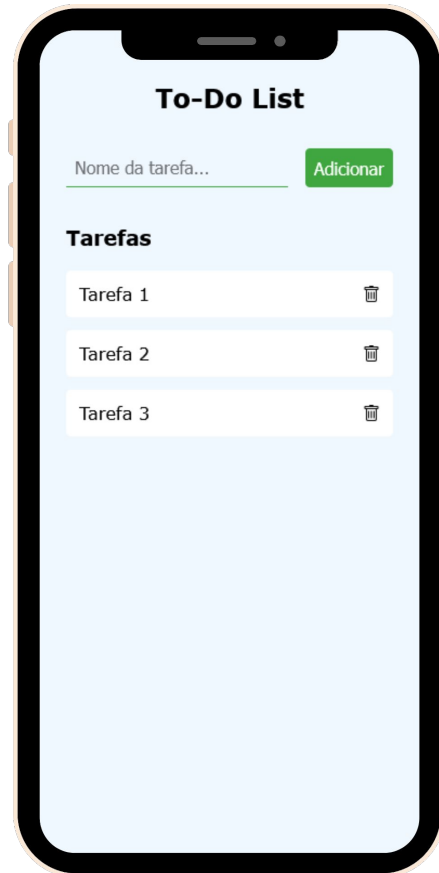 To-Do List
Nome da tarefa... Adicionar
Tarefas
Tarefa 1
Tarefa 2
Tarefa 3